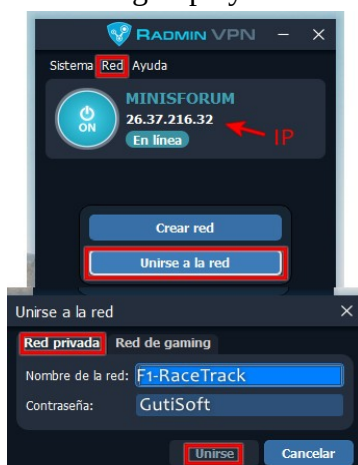 RADMIN VPN
Sistema Red Ayuda
MINISFORUM
ON
26.37.216.32
IP
En línea
Crear red
Unirse a la red
Unirse a la red
Red privada Red de gaming
Nombre de la red: F1-RaceTrack
Contraseña: GutiSoft
Unirse Cancelar